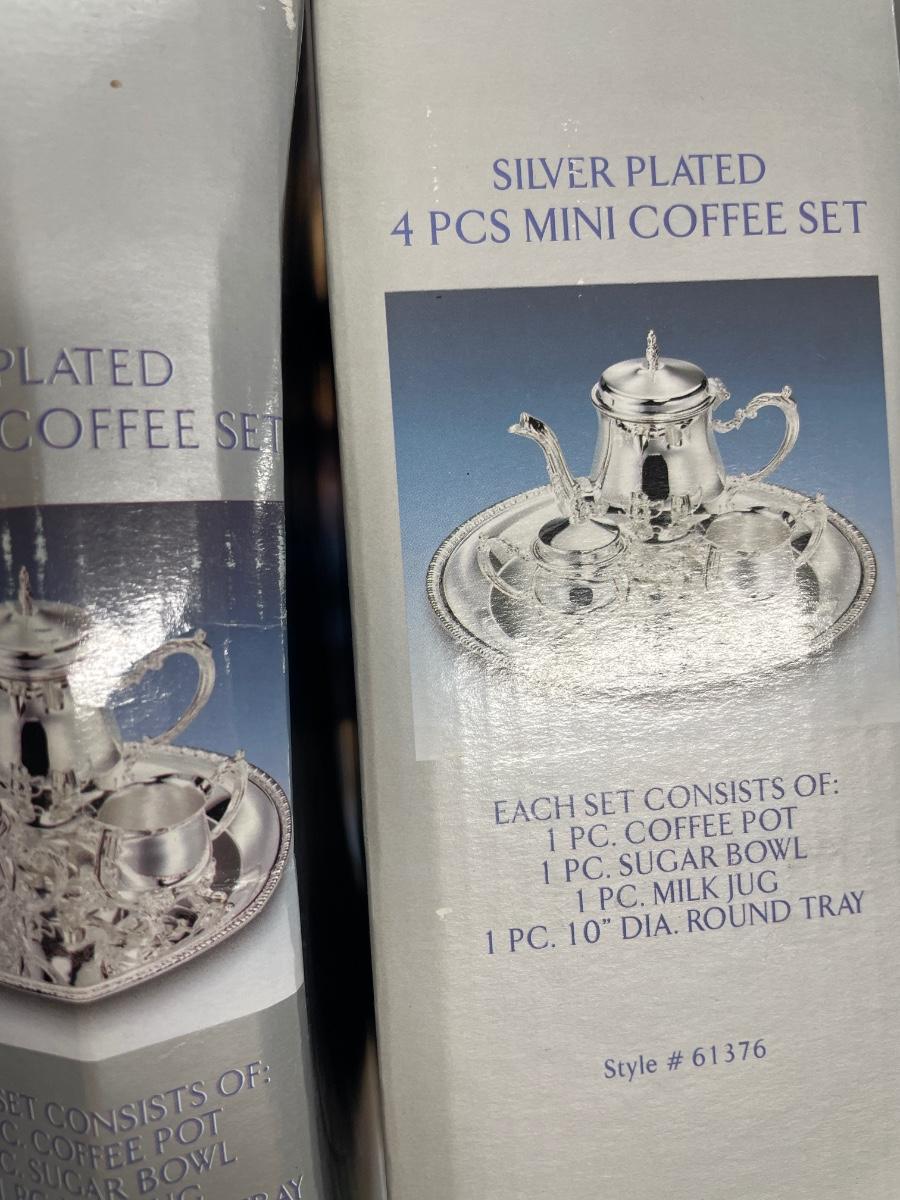 PLATED
COFFEE SET
SET CONSISTS OF:
C. COFFEE POT
C. SUGAR BOWL
SILVER PLATED
4 PCS MINI COFFEE SET
EACH SET CONSISTS OF:
1 PC. COFFEE POT
1 PC. SUGAR BOWL
1 PC. MILK JUG
1 PC. 10" DIA. ROUND TRAY
Style # 61376